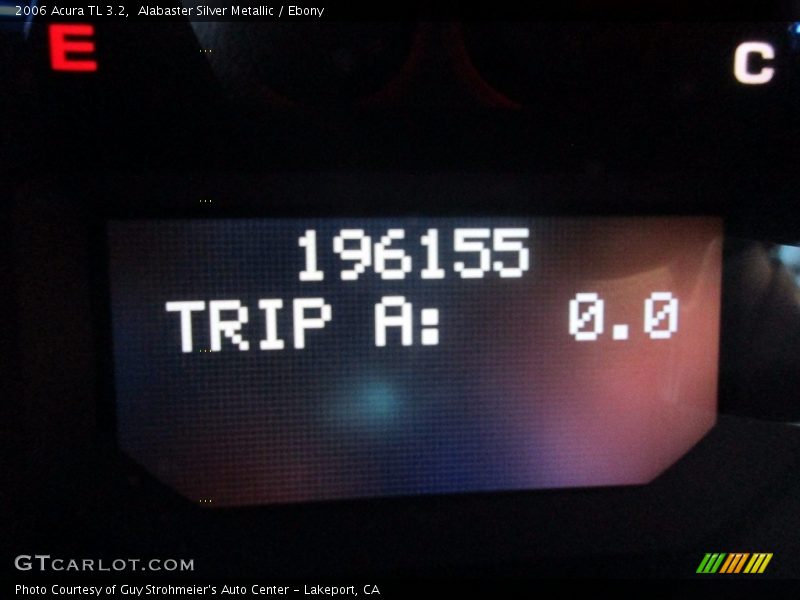 2006 Acura TL 3.2,  Alabaster Silver Metallic / Ebony
E
C
196155
TRIP A: 0.0
GTCARLOT.COM
Photo Courtesy of Guy Strohmeier's Auto Center – Lakeport, CA